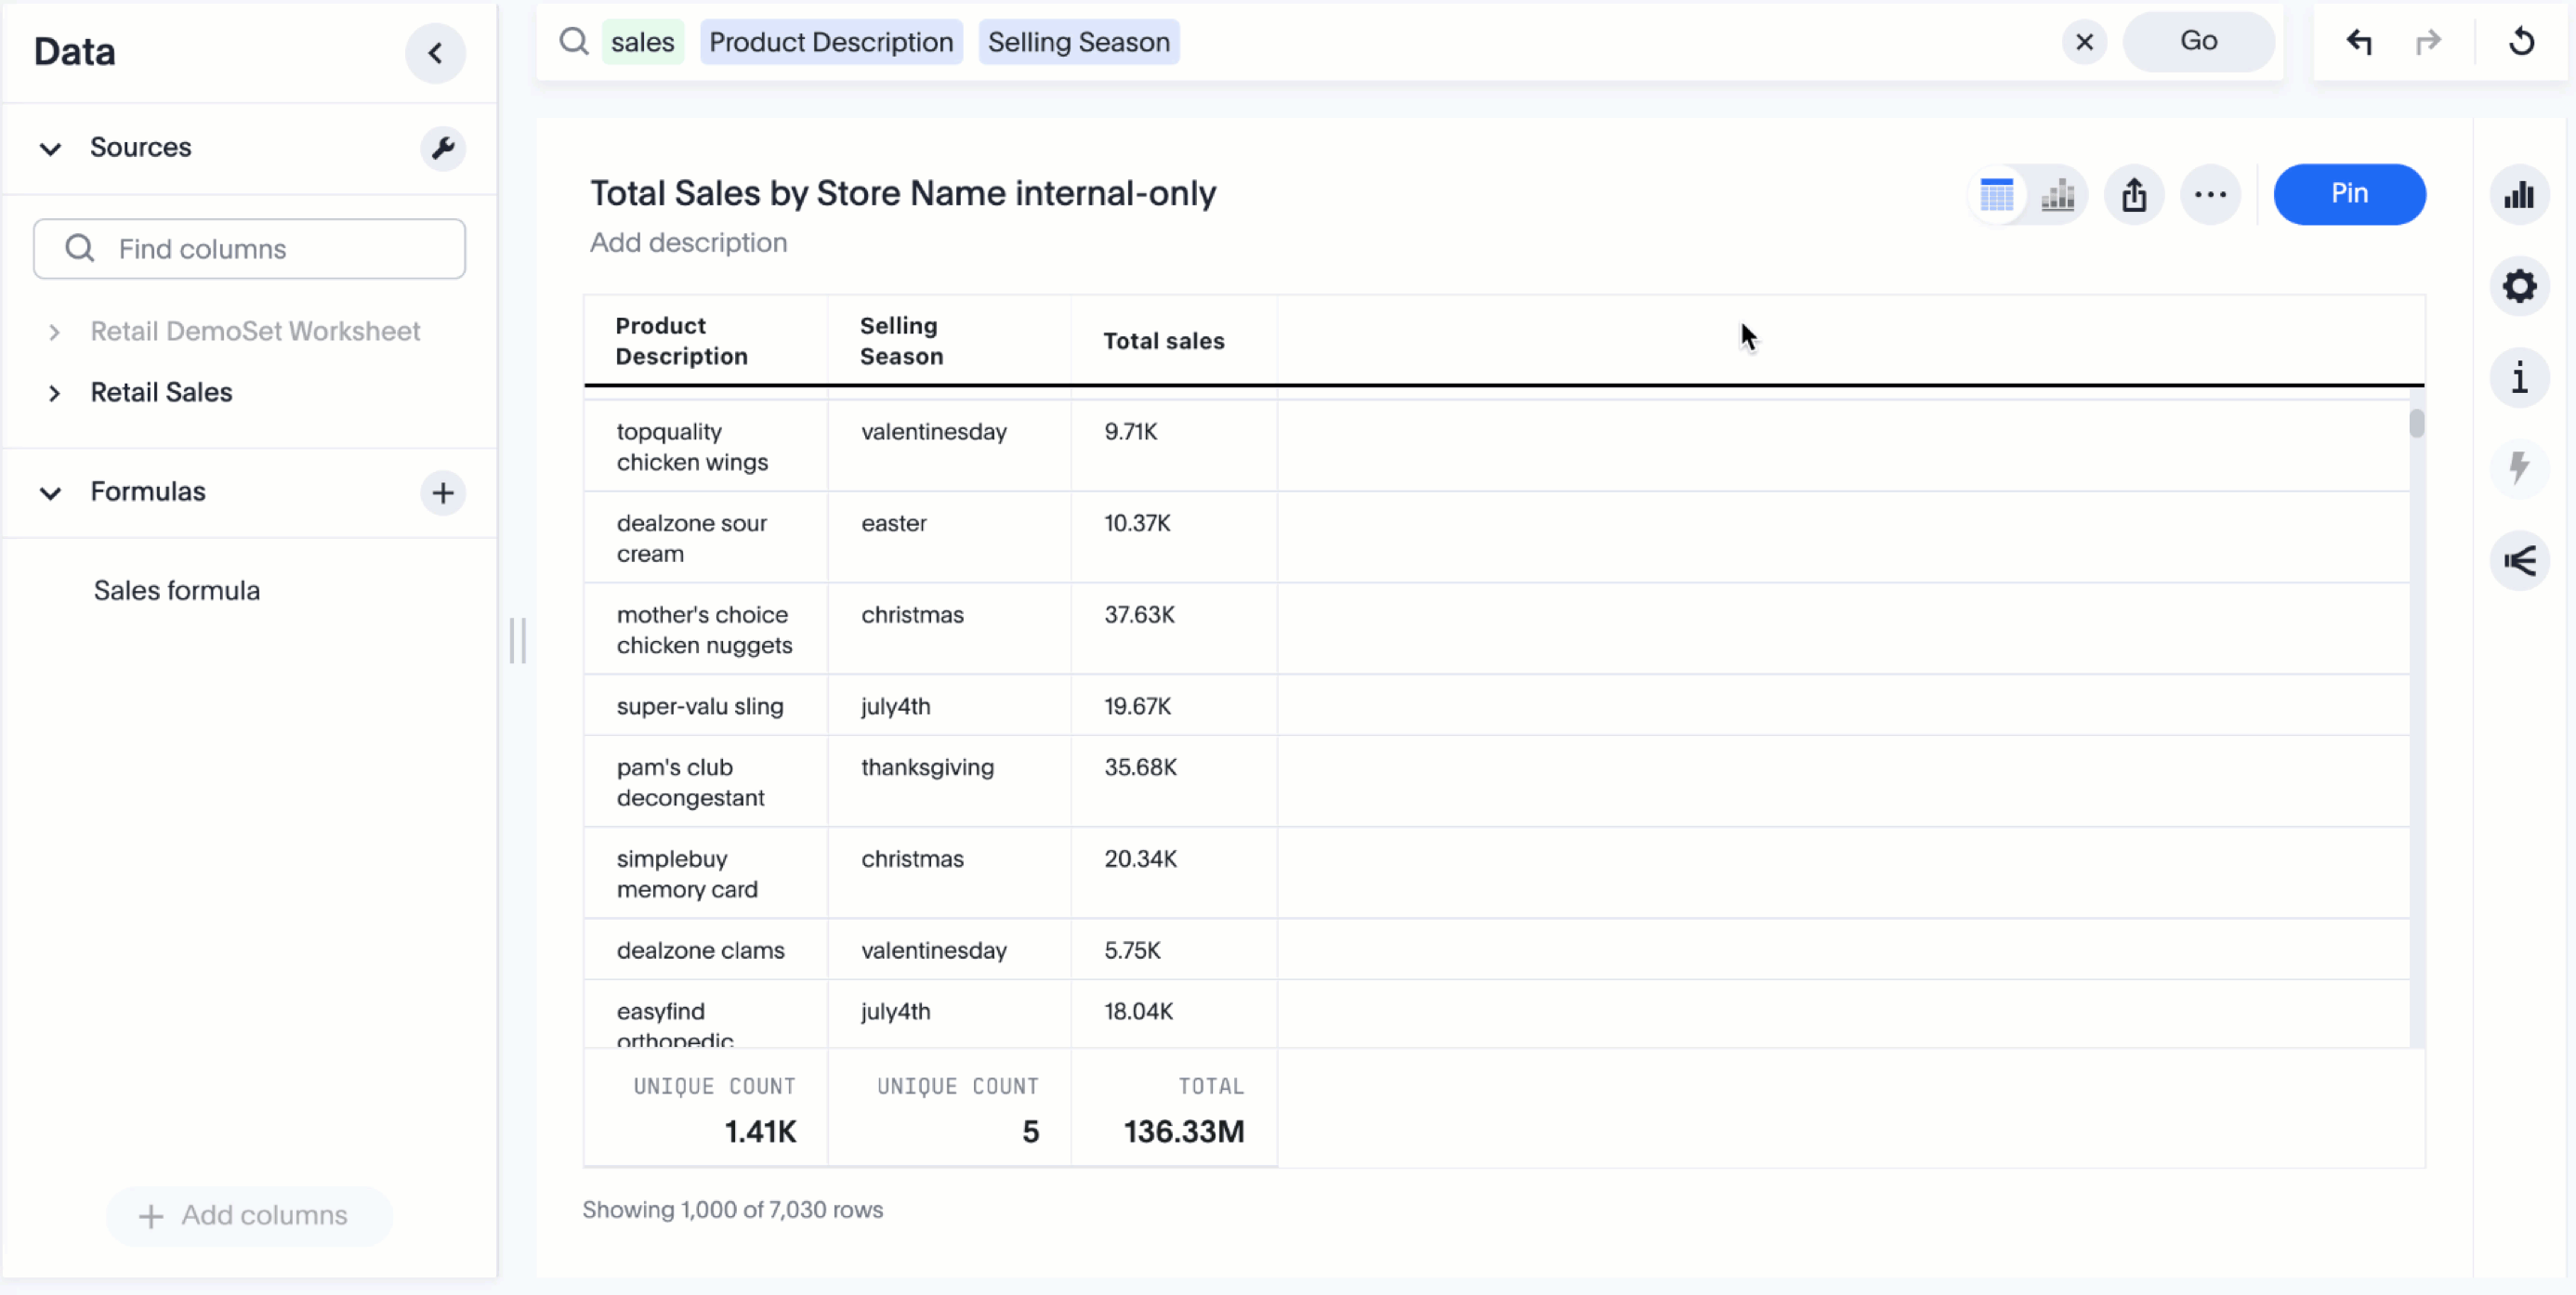 Data
sales Product Description Selling Season
Go
Sources
Find columns
Retail DemoSet Worksheet
Retail Sales
Formulas
Sales formula
Add columns
Total Sales by Store Name internal-only
Add description
Pin
Product
Description
Selling
Season
Total sales
topquality
chicken wings
valentinesday
9.71K
dealzone sour
cream
easter
10.37K
mother's choice
chicken nuggets
christmas
37.63K
super-valu sling
july4th
19.67K
pam's club
decongestant
thanksgiving
35.68K
simplebuy
memory card
christmas
20.34K
dealzone clams
valentinesday
5.75K
easyfind
orthopedic
july4th
18.04K
UNIQUE COUNT
1.41K
UNIQUE COUNT
5
TOTAL
136.33M
Showing 1,000 of 7,030 rows